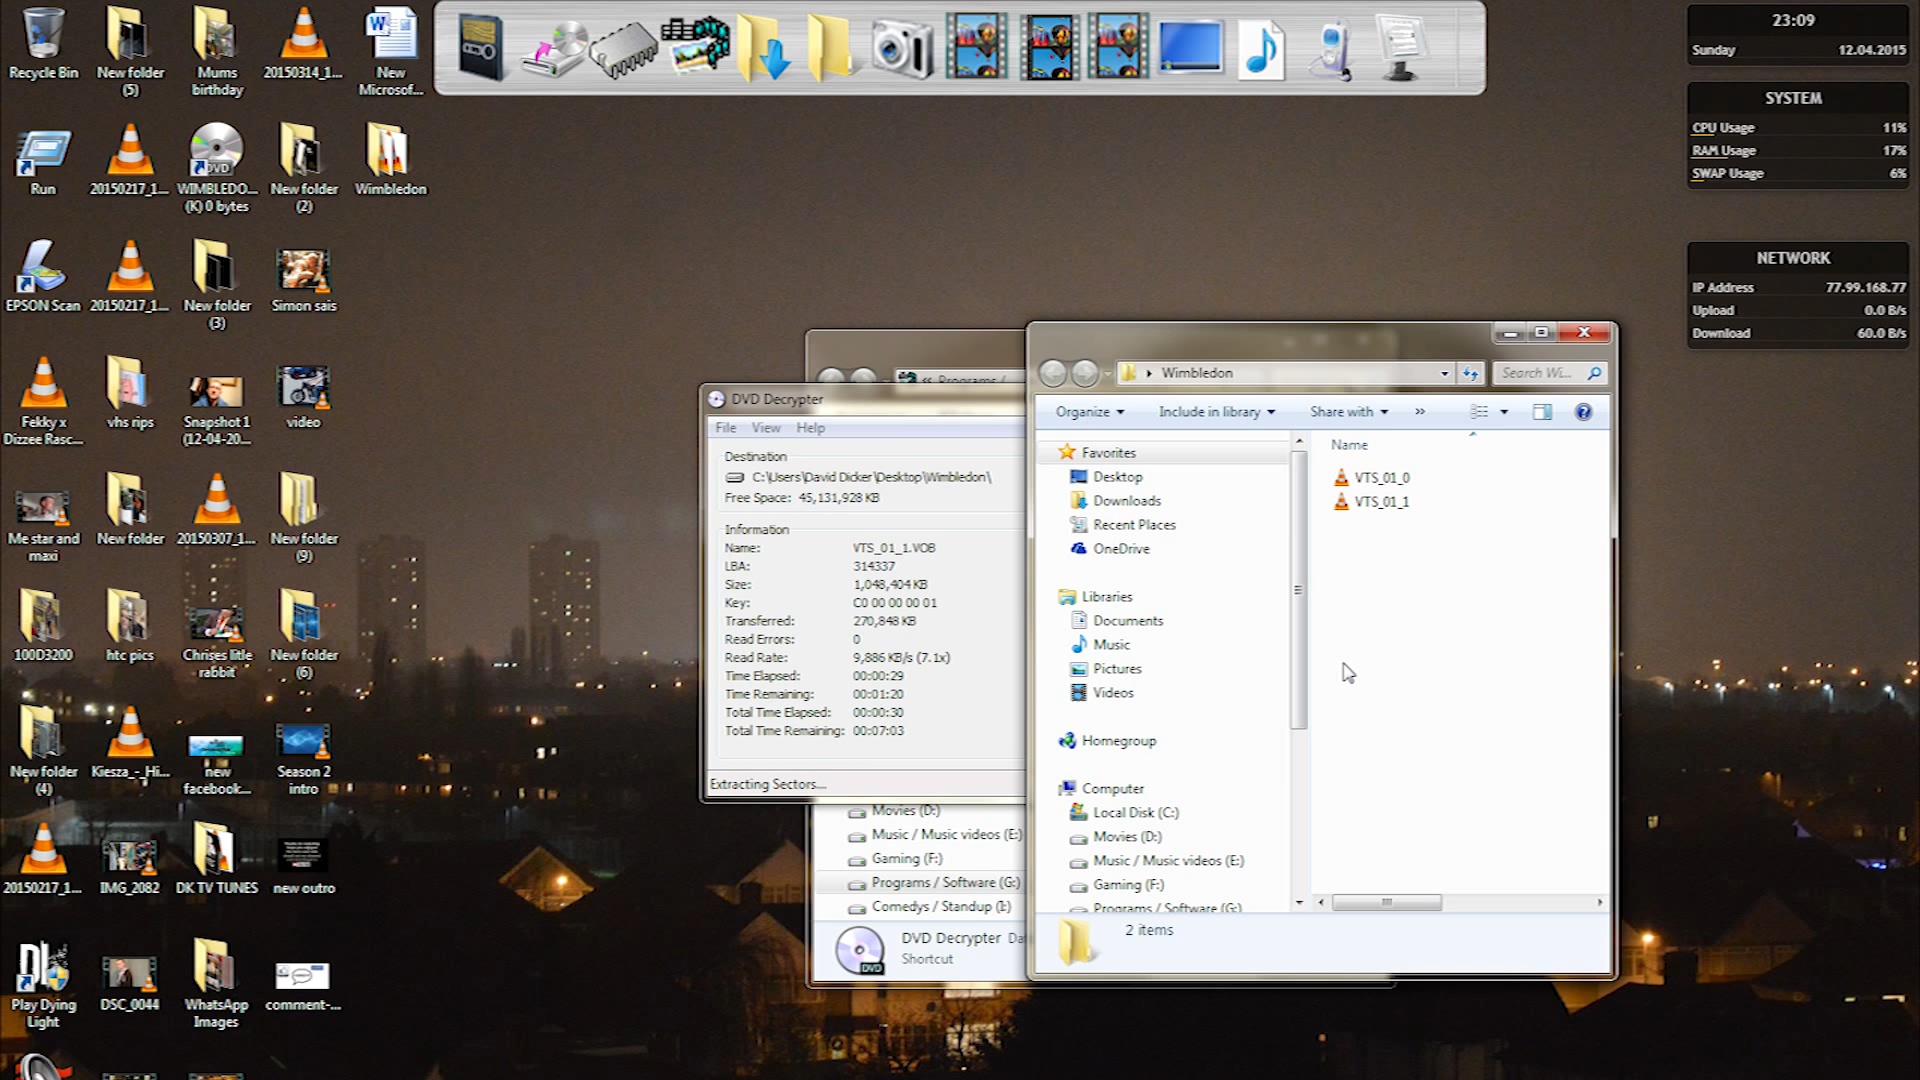 Recycle Bin
New folder
(5)
Mums
birthday
20150314_1...
New
Microsof...
Run
20150217_1...
DVD
WIMBLEDO...
(K) 0 bytes
New folder
(2)
Wimbledon
EPSON Scan
20150217_1...
New folder
(3)
Simon sais
Fekky x
Dizzee Rasc...
vhs rips
Snapshot 1
(12-04-20...
video
Me star and
maxi
New folder
20150307_1...
New folder
(9)
100D3200
htc pics
Chrises litle
rabbit
New folder
(6)
New folder
(4)
Kiesza_-_Hi...
new
facebook...
Season 2
intro
20150217_1...
IMG_2082
DK TV TUNES
new outro
Play Dying
Light
DSC_0044
WhatsApp
Images
comment-...
23:09
Sunday 12.04.2015
SYSTEM
CPU Usage 11%
RAM Usage 17%
SWAP Usage 6%
NETWORK
IP Address 77.99.168.77
Upload 0.0 B/s
Download 60.0 B/s
« Programs /
DVD Decrypter
File View Help
Destination
C:\Users\David Dicker\Desktop\Wimbledon\
Free Space: 45,131,928 KB
Information
Name: VTS_01_1.VOB
LBA: 314337
Size: 1,048,404 KB
Key: C0 00 00 00 01
Transferred: 270,848 KB
Read Errors: 0
Read Rate: 9,886 KB/s (7.1x)
Time Elapsed: 00:00:29
Time Remaining: 00:01:20
Total Time Elapsed: 00:00:30
Total Time Remaining: 00:07:03
Extracting Sectors...
Movies (D:)
Music / Music videos (E:)
Gaming (F:)
Programs / Software (G:)
Comedys / Standup (I:)
DVD
DVD Decrypter Da
Shortcut
Wimbledon
Search Wi...
Organize
Include in library
Share with
»
Name
VTS_01_0
VTS_01_1
Favorites
Desktop
Downloads
Recent Places
OneDrive
Libraries
Documents
Music
Pictures
Videos
Homegroup
Computer
Local Disk (C:)
Movies (D:)
Music / Music videos (E:)
Gaming (F:)
Programs / Software (G:)
2 items